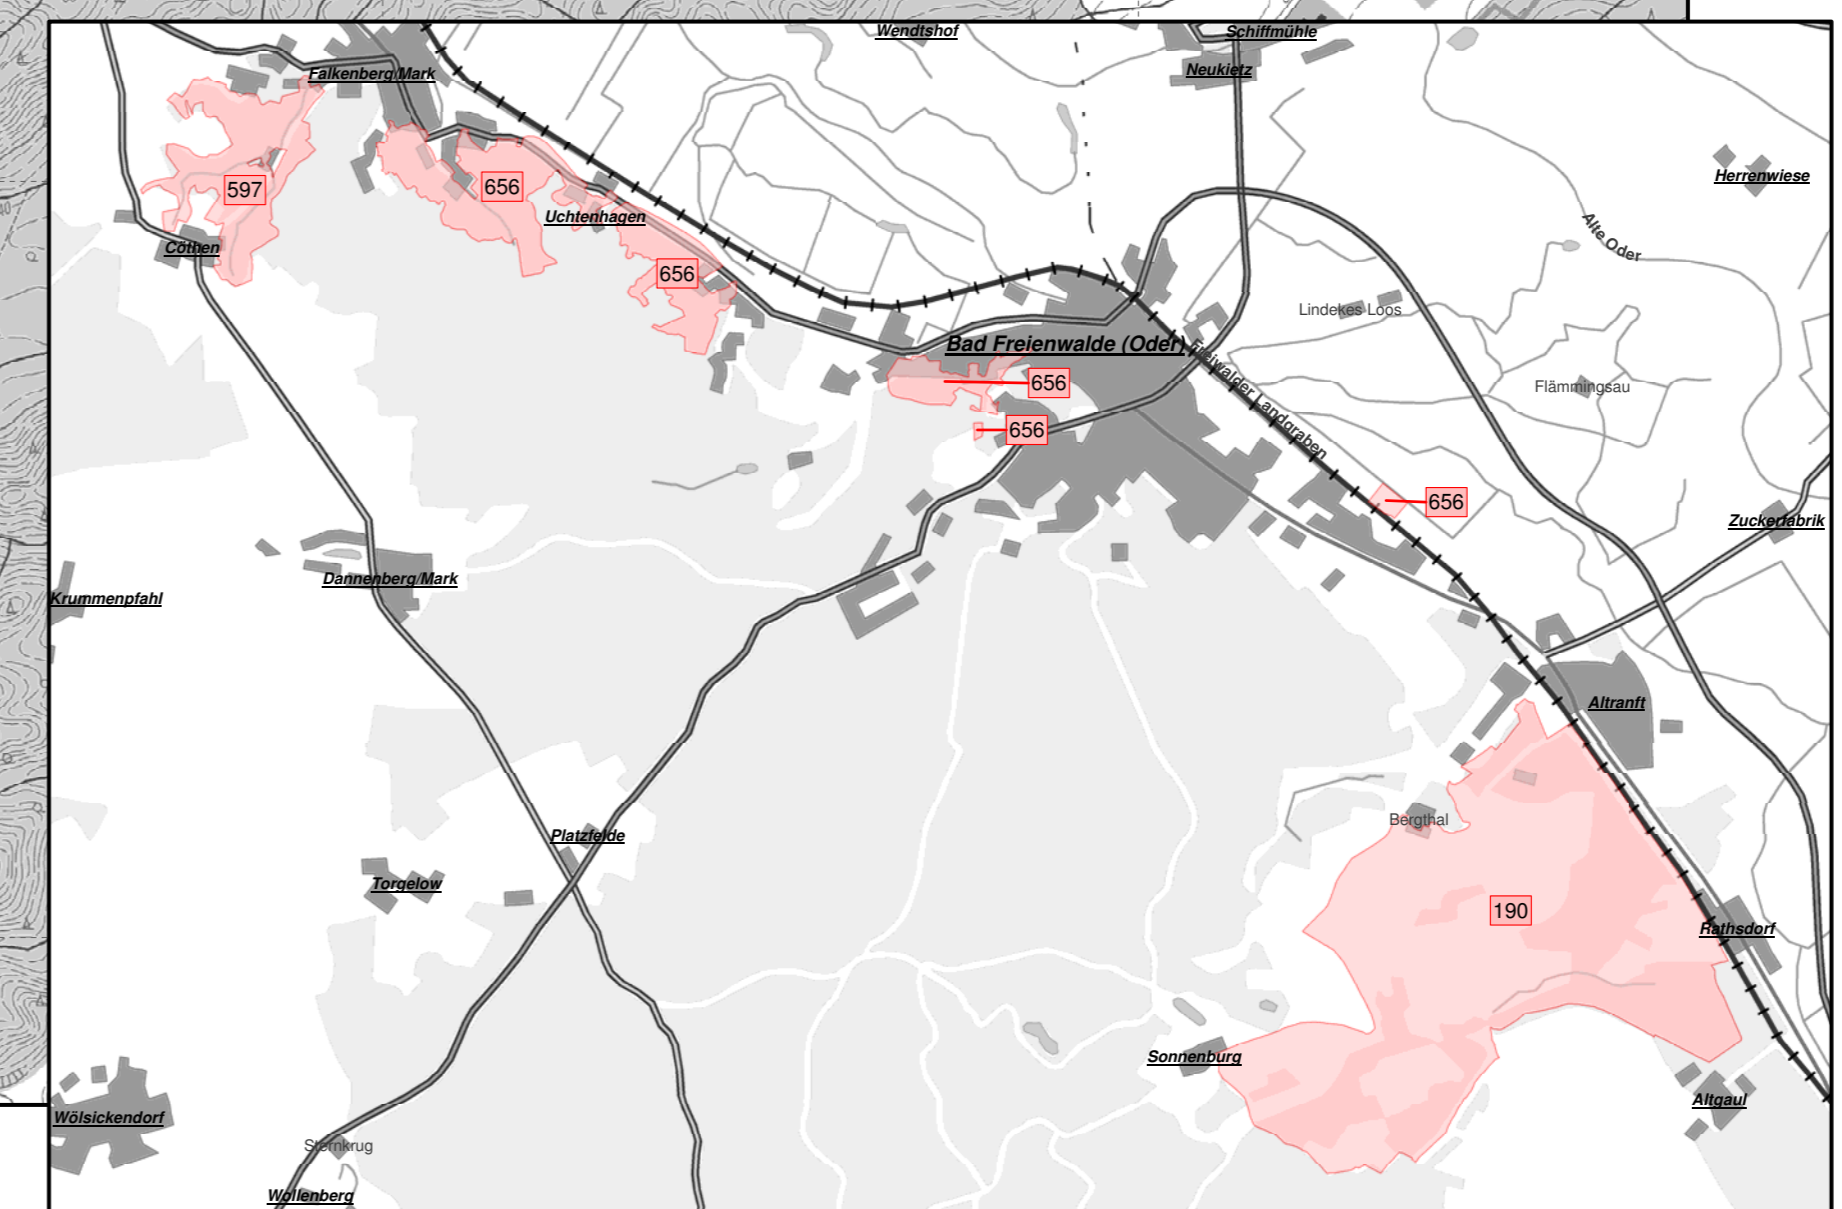 Wendtshof
Schiffmühle
Falkenberg/Mark
Neukietz
Herrenwiese
597
656
Uchtenhagen
Cöthen
Alte Oder
656
Lindekes Loos
Bad Freienwalde (Oder)
Freiwalder Landgraben
656
Flämmingsau
656
656
Zuckerfabrik
Dannenberg/Mark
Krummenpfahl
Altranft
Bergthal
Platzfelde
Torgelow
190
Rathsdorf
Sonnenburg
Altgaul
Wölsickendorf
Sternkrug
Wollenberg